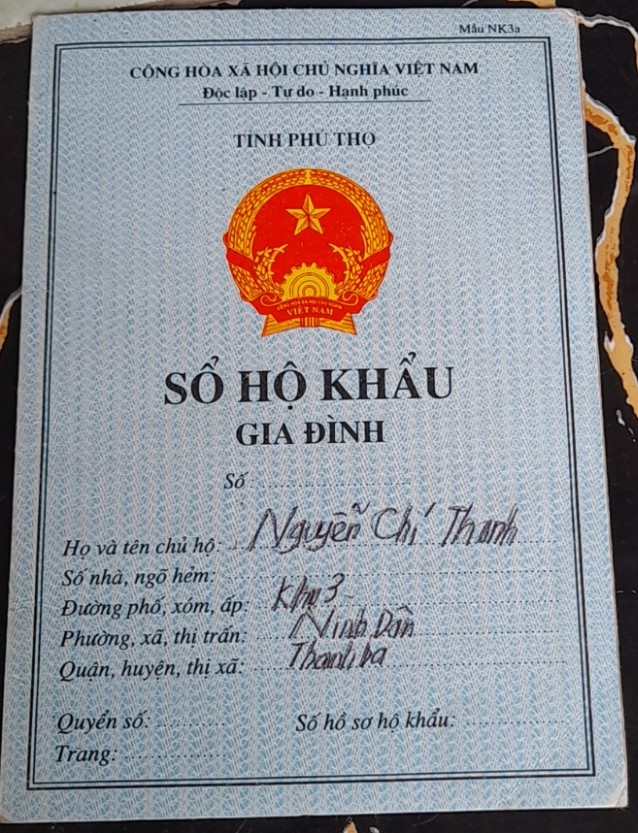 Mẫu NK3a
CỘNG HÒA XÃ HỘI CHỦ NGHĨA VIỆT NAM
Độc lập - Tự do - Hạnh phúc
TỈNH PHÚ THỌ
CỘNG HÒA XÃ HỘI CHỦ NGHĨA
VIỆT NAM
SỔ HỘ KHẨU
GIA ĐÌNH
Số :
Họ và tên chủ hộ: Nguyễn Chí Thanh
Số nhà, ngõ hẻm:
Đường phố, xóm, ấp: Khu 3
Phường, xã, thị trấn: Ninh Dân
Quận, huyện, thị xã: Thanh ba
Quyển số: Số hồ sơ hộ khẩu:
Trang: